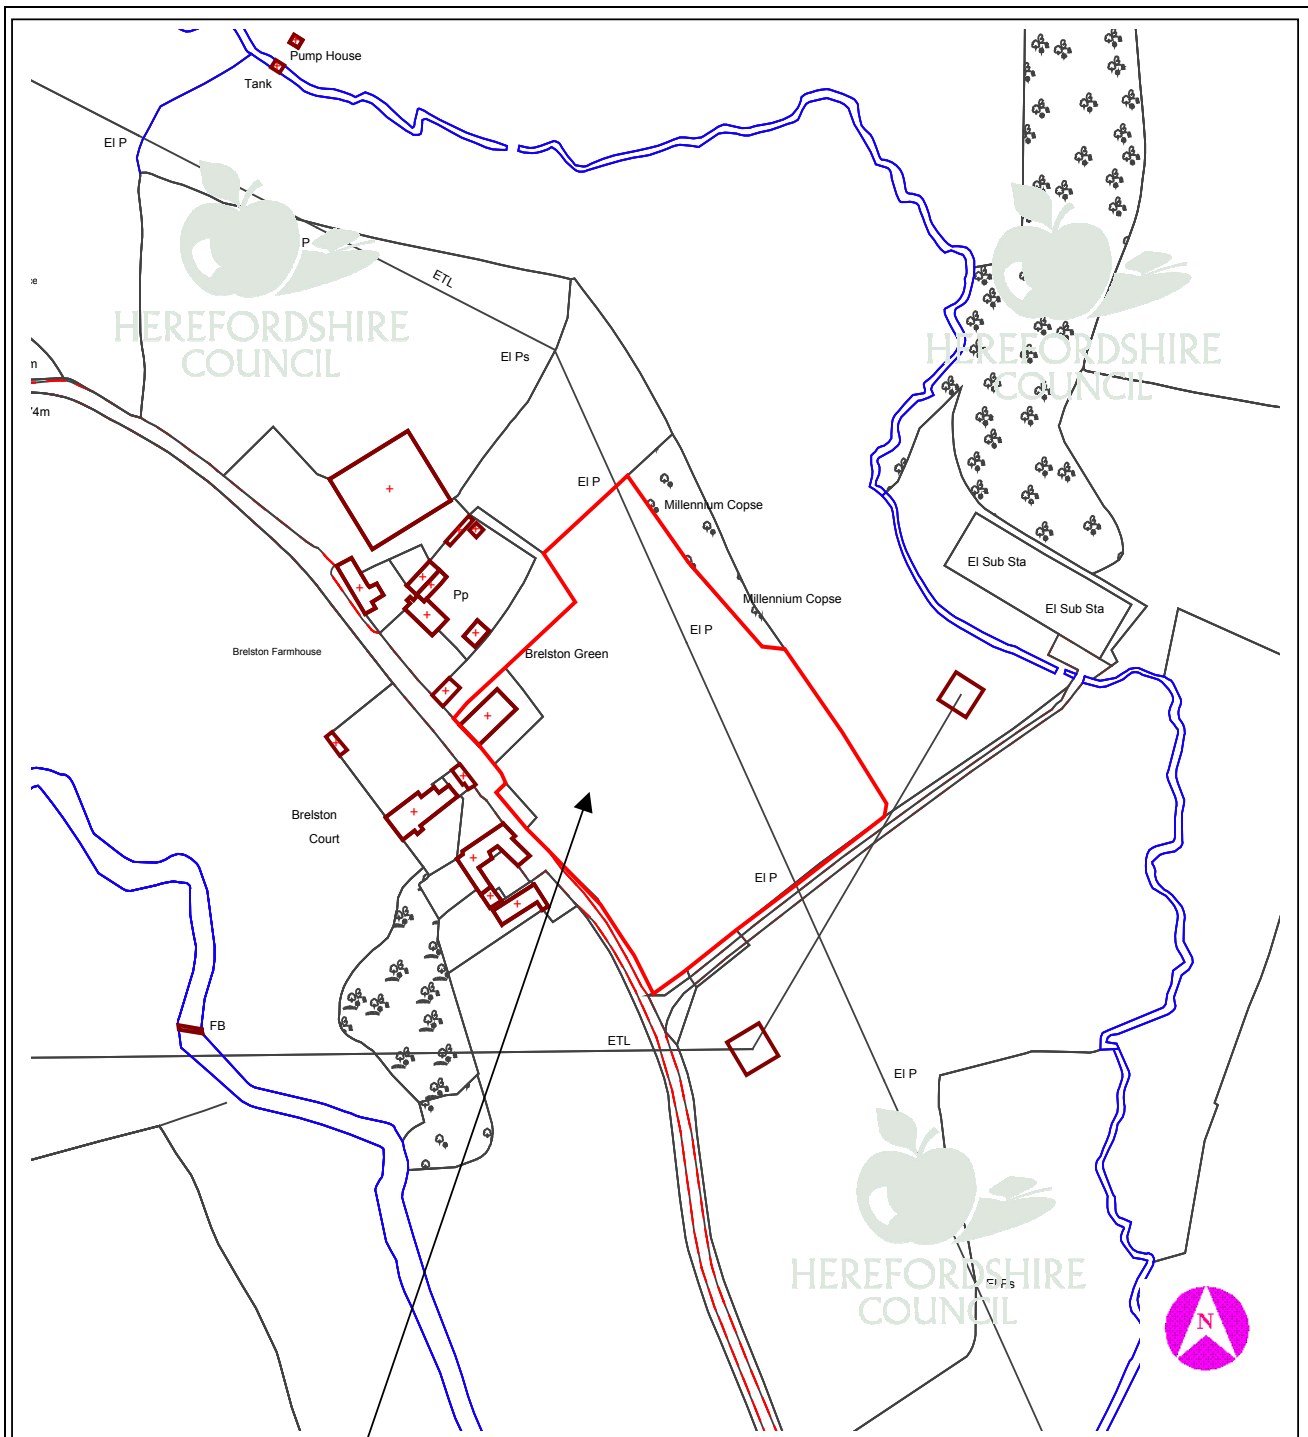 Pump House
Tank
El P
P
ETL
HEREFORDSHIRE
COUNCIL
HEREFORDSHIRE
COUNCIL
El Ps
El P
Millennium Copse
El Sub Sta
Millennium Copse
El Sub Sta
Pp
El P
Brelston Farmhouse
Brelston Green
Brelston
Court
El P
FB
ETL
El P
HEREFORDSHIRE
COUNCIL
El Ps
N